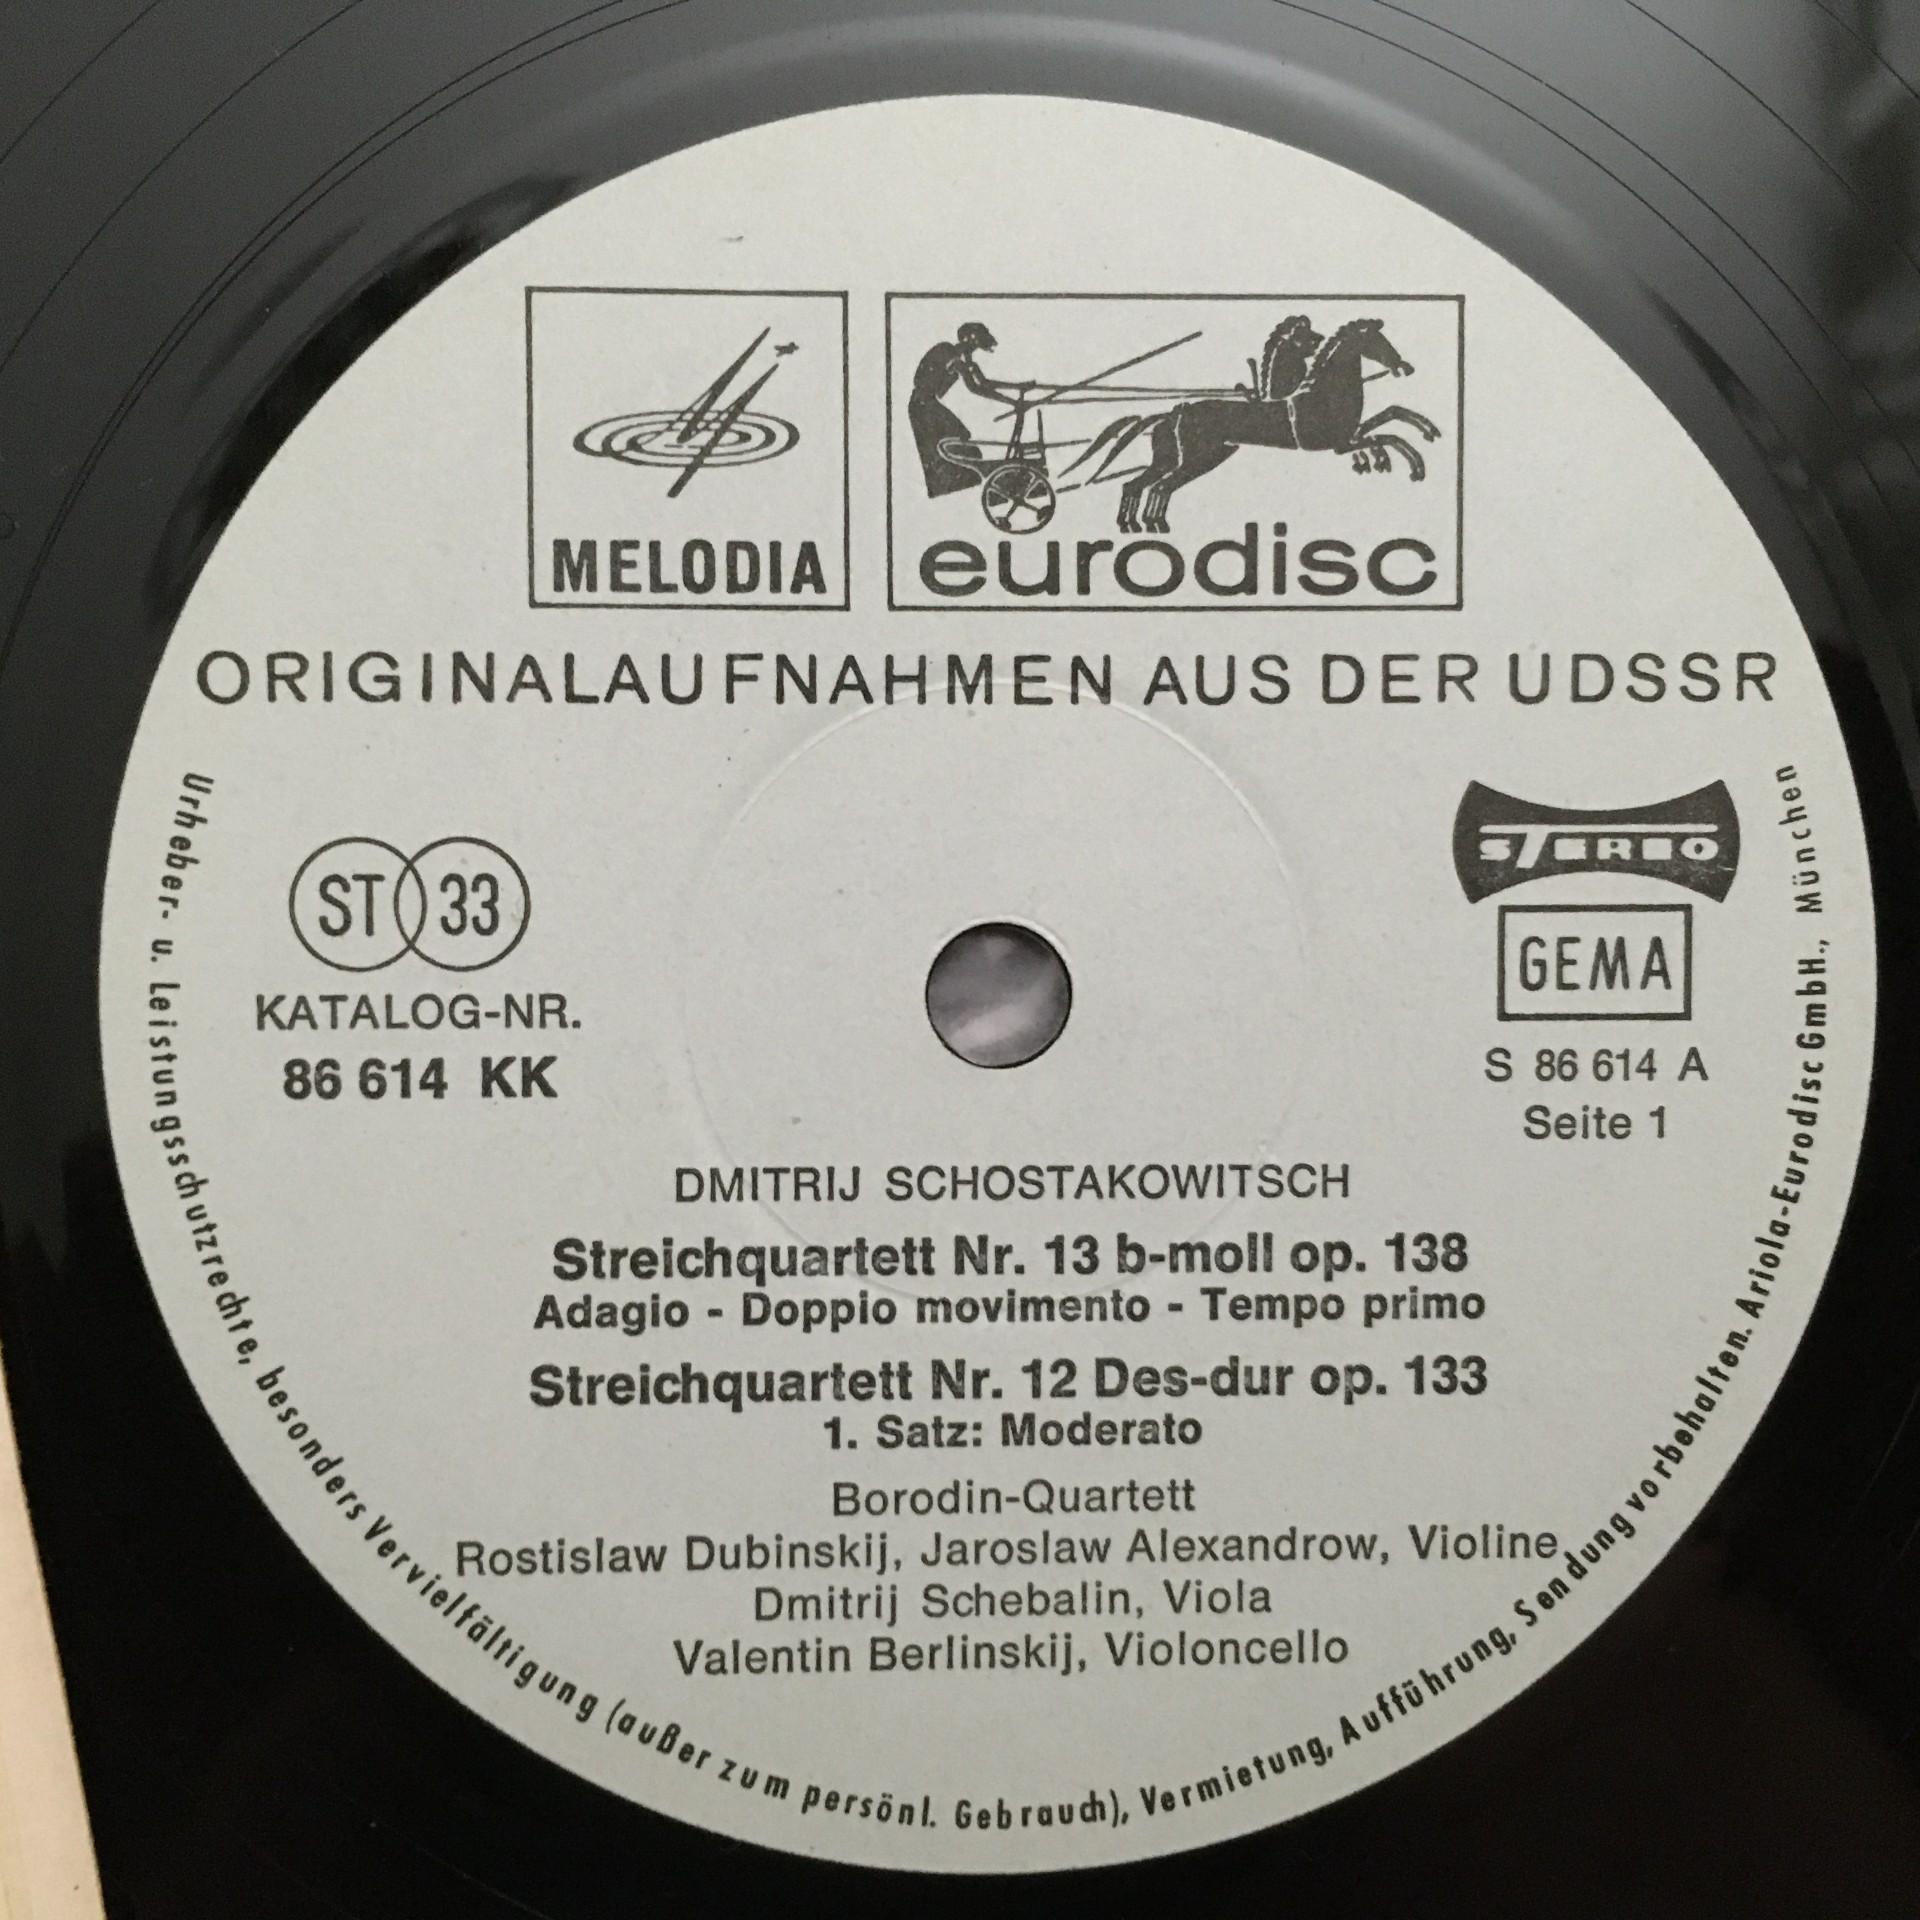 MELODIA
eurodisc
ORIGINALAUFNAHMEN AUS DER UDSSR
ST 33
KATALOG-NR.
86 614 KK
STEREO
GEMA
S 86 614 A
Seite 1
DMITRIJ SCHOSTAKOWITSCH
Streichquartett Nr. 13 b-moll op. 138
Adagio - Doppio movimento - Tempo primo
Streichquartett Nr. 12 Des-dur op. 133
1. Satz: Moderato
Borodin-Quartett
Rostislaw Dubinskij, Jaroslaw Alexandrow, Violine
Dmitrij Schebalin, Viola
Valentin Berlinskij, Violoncello
Urheber- u. Leistungsschutzrechte, besonders Vervielfältigung (außer zum persönl. Gebrauch), Vermietung, Aufführung, Sendung vorbehalten. Ariola-Eurodisc GmbH., München